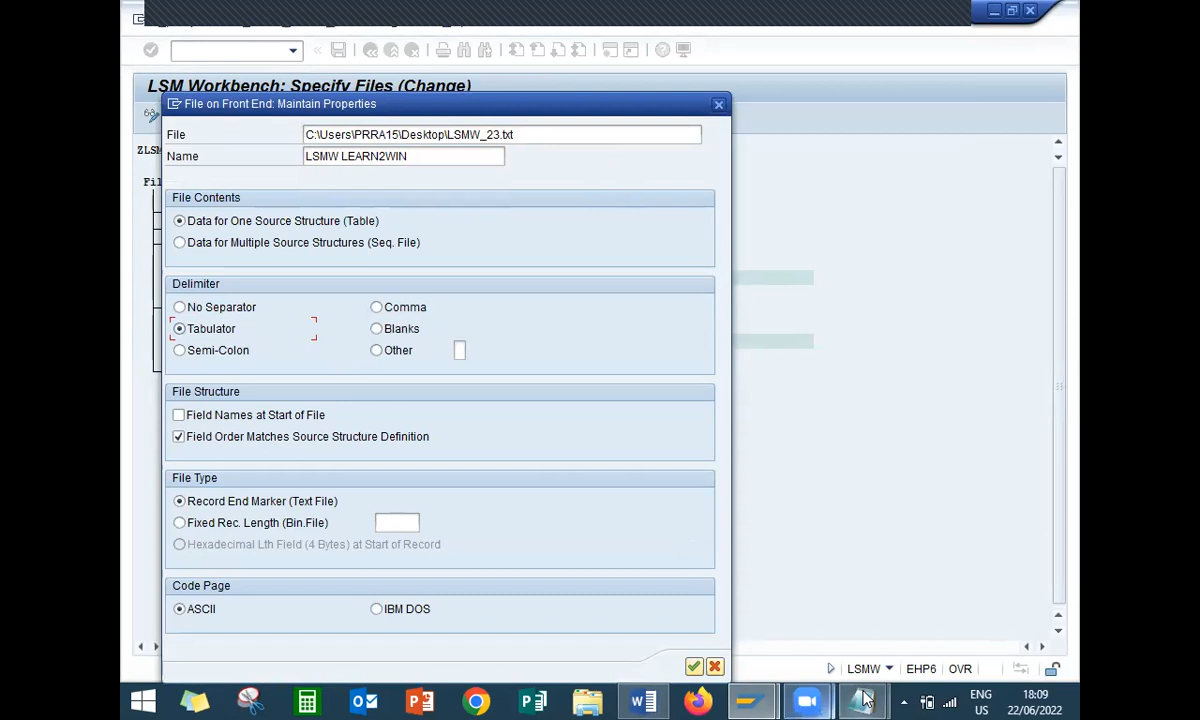 LSM Workbench: Specify Files (Change)
File on Front End: Maintain Properties
ZLSM
File C:\Users\PRRA15\Desktop\LSMW_23.txt
Name LSMW LEARN2WIN
Fil
File Contents
Data for One Source Structure (Table)
Data for Multiple Source Structures (Seq. File)
Delimiter
No Separator Comma
Tabulator Blanks
Semi-Colon Other
File Structure
Field Names at Start of File
Field Order Matches Source Structure Definition
File Type
Record End Marker (Text File)
Fixed Rec. Length (Bin.File)
Hexadecimal Lth Field (4 Bytes) at Start of Record
Code Page
ASCII IBM DOS
LSMW EHP6 OVR
ENG 18:09
US 22/06/2022